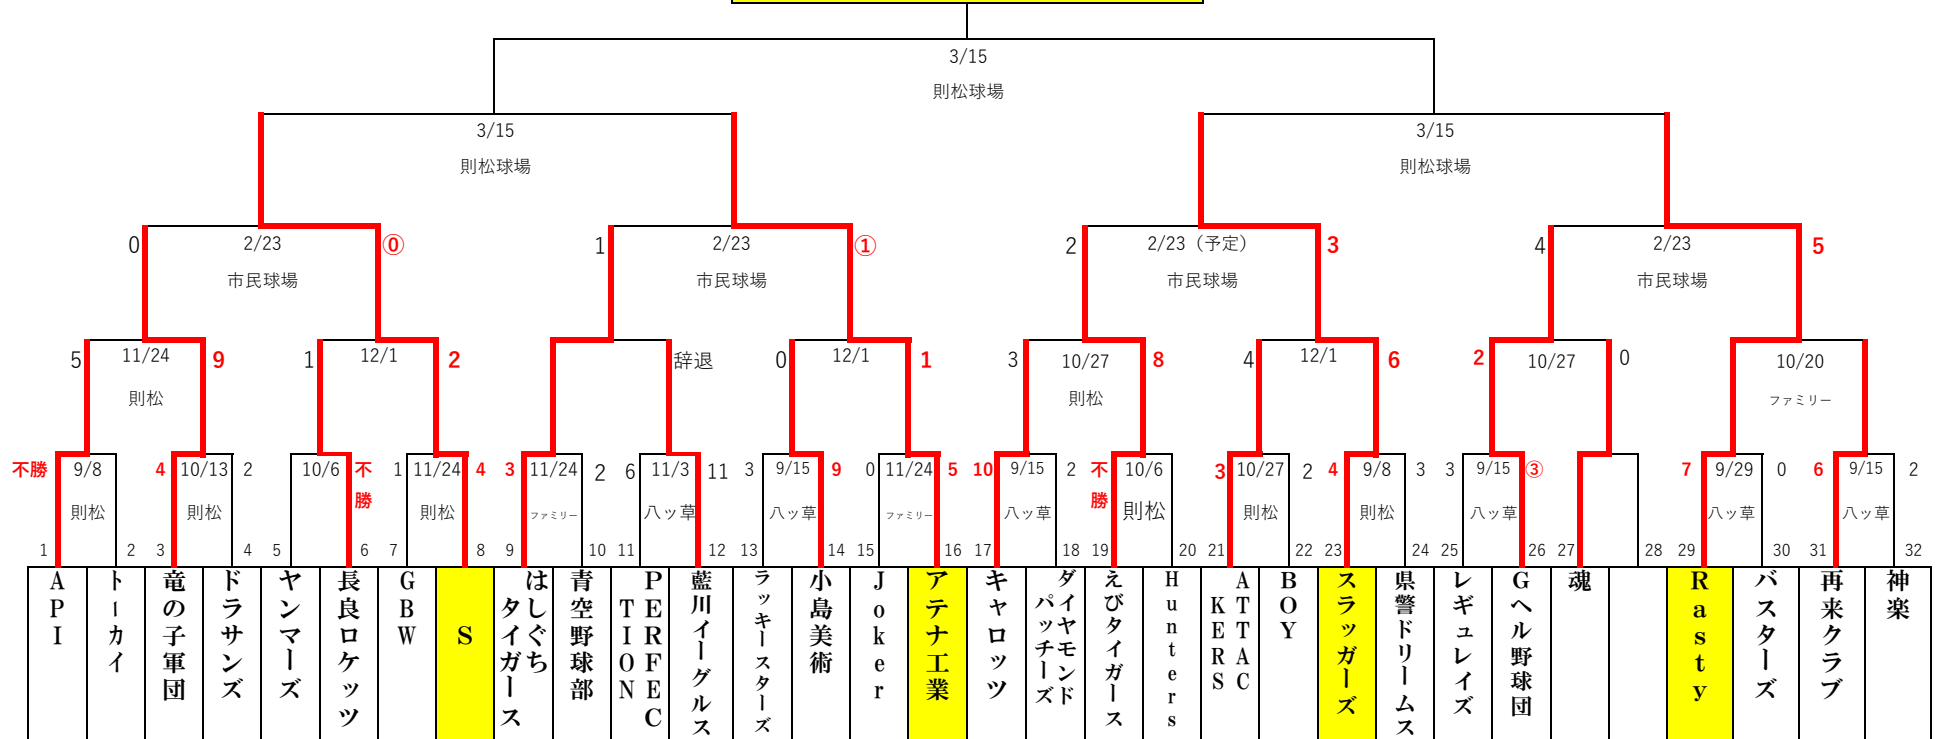 3/15
則松球場
3/15
則松球場
3/15
則松球場
0 2/23 ⓪
市民球場
1 2/23 ①
市民球場
2 2/23（予定） 3
市民球場
4 2/23 5
市民球場
5 11/24 9
則松
1 12/1 2
辞退
0 12/1 1
3 10/27 8
則松
4 12/1 6
2 10/27 0
10/20
ファミリー
不勝 9/8
則松
4 10/13 2
則松
10/6 不勝
1 11/24 4
則松
3 11/24 2
ファミリー
6 11/3 11
八ッ草
3 9/15 9
八ッ草
0 11/24 5
ファミリー
10 9/15 2
八ッ草
不勝 10/6
則松
3 10/27 2
則松
4 9/8 3
則松
3 9/15 ③
八ッ草
7 9/29 0
八ッ草
6 9/15 2
八ッ草
1 2 3 4 5 6 7 8 9 10 11 12 13 14 15 16 17 18 19 20 21 22 23 24 25 26 27 28 29 30 31 32
API
トーカイ
竜の子軍団
ドラサンズ
ヤンマーズ
長良ロケッツ
GBW
S
はしぐち
タイガース
青空野球部
PERFEC
TION
藍川イーグルス
ラッキースターズ
小島美術
Joker
アテナ工業
キャロッツ
ダイヤモンド
パッチーズ
えびタイガース
Hunters
ATTAC
KERS
BOY
スラッガーズ
県警ドリームス
レギュレイズ
Gヘル野球団
魂
Rasty
バスターズ
再来クラブ
神楽